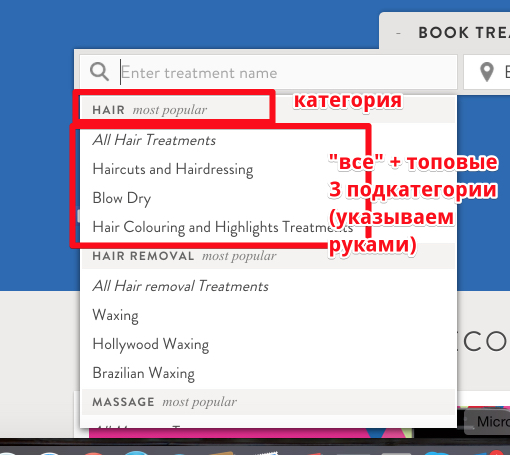 - BOOK TREA
Enter treatment name
HAIR most popular
категория
All Hair Treatments
Haircuts and Hairdressing
Blow Dry
Hair Colouring and Highlights Treatments
"все" + топовые
3 подкатегории
(указываем
руками)
HAIR REMOVAL most popular
All Hair removal Treatments
Waxing
Hollywood Waxing
Brazilian Waxing
ECO
MASSAGE most popular
Micro